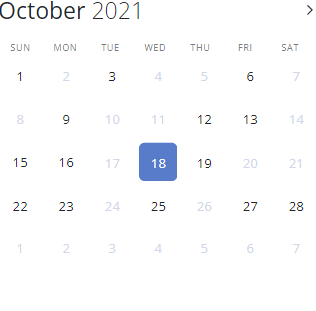 October 2021
SUN MON TUE WED THU FRI SAT
1 2 3 4 5 6 7
8 9 10 11 12 13 14
15 16 17 18 19 20 21
22 23 24 25 26 27 28
1 2 3 4 5 6 7